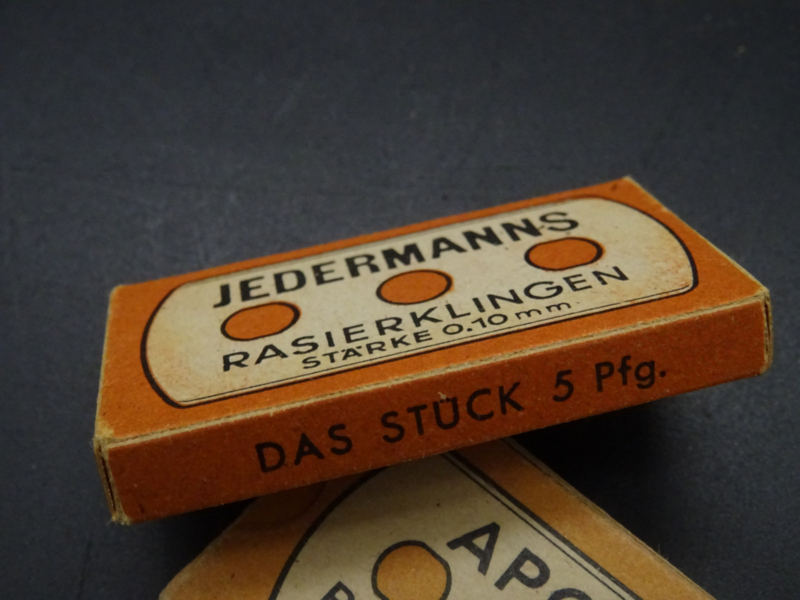 JEDERMANNS
RASIERKLINGEN
STÄRKE 0.10 mm.
DAS STÜCK 5 Pfg.